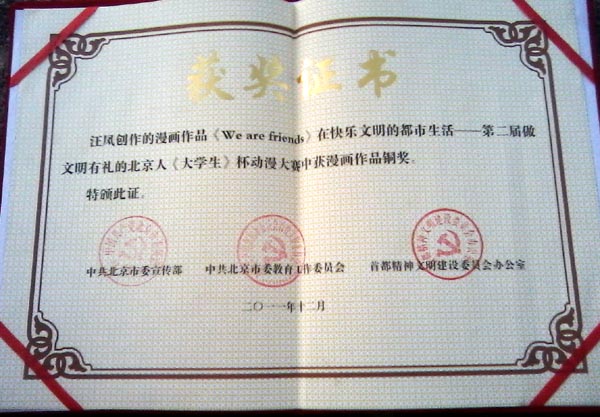 获奖证书
汪凤创作的漫画作品《We are friends》在快乐文明的都市生活——第二届做
文明有礼的北京人《大学生》杯动漫大赛中获漫画作品铜奖。
特颁此证。
中共北京市委宣传部 中共北京市委教育工作委员会 首都精神文明建设委员会办公室
二〇一一年十二月